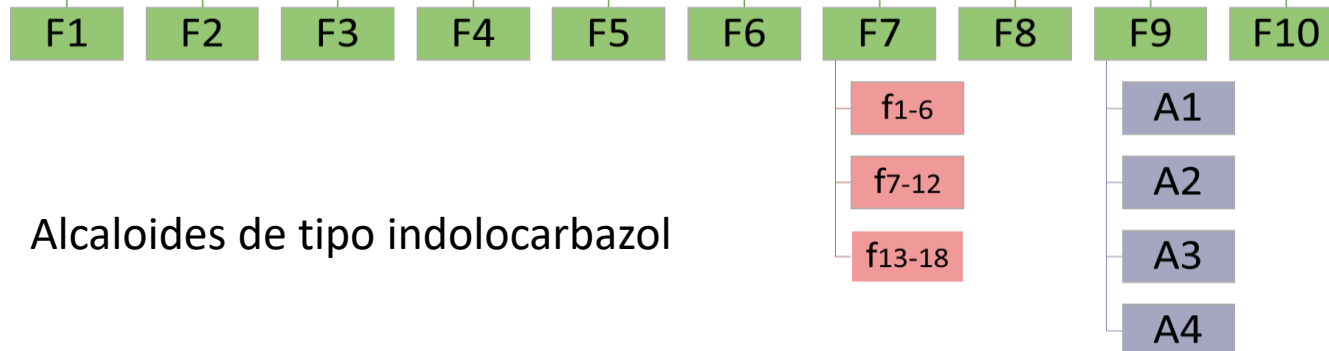 F1 F2 F3 F4 F5 F6 F7 F8 F9 F10
f1-6 A1
f7-12 A2
Alcaloides de tipo indolocarbazol
f13-18 A3
A4